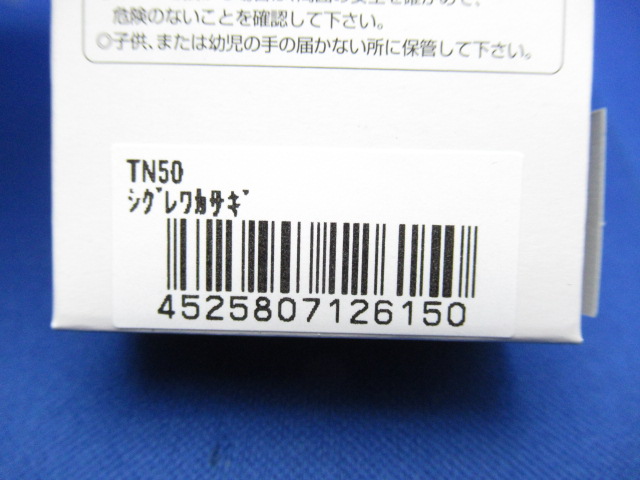 危険のないことを確認して下さい。
◎子供、または幼児の手の届かない所に保管して下さい。
TN50
ｼｸﾞﾚﾜｶｻｷﾞ
4525807126150